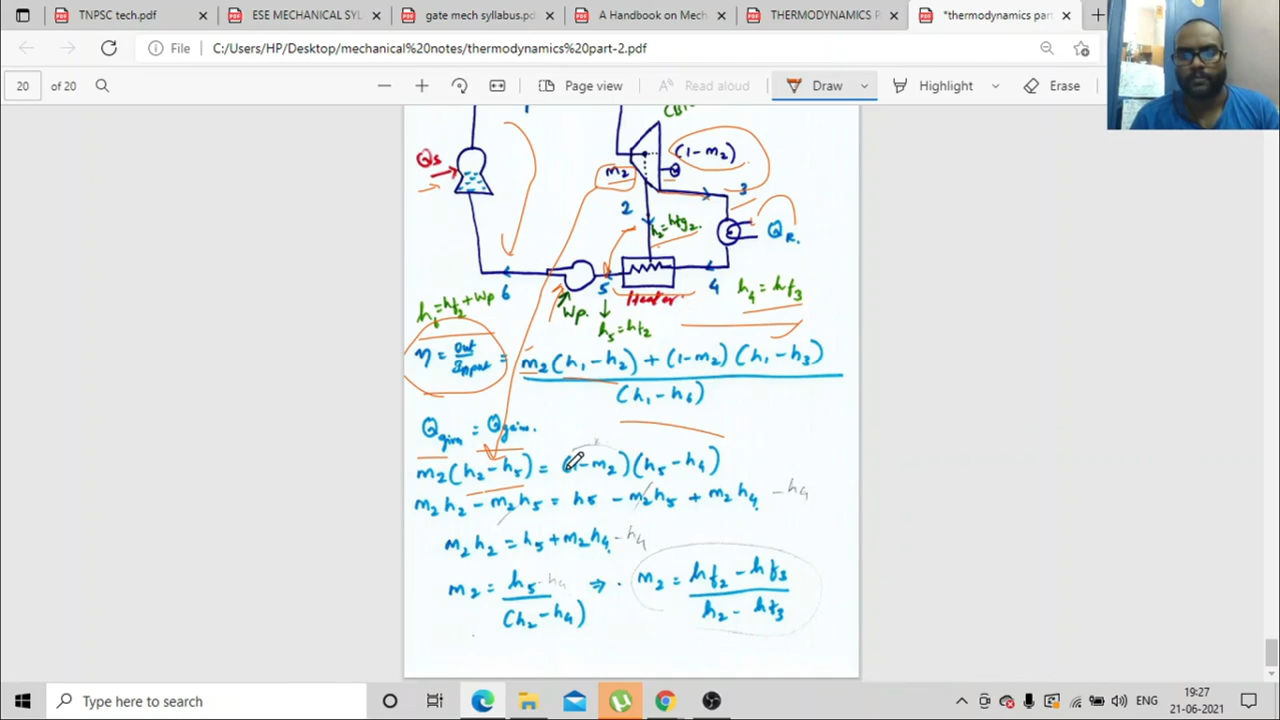 TNPSC tech.pdf
ESE MECHANICAL SYL
gate mech syllabus.pd
A Handbook on Mech
THERMODYNAMICS P
*thermodynamics par
File
C:/Users/HP/Desktop/mechanical%20notes/thermodynamics%20part-2.pdf
20 of 20
Page view
Read aloud
Draw
Highlight
Erase
Qs
(1-m2)
m2
3
2
h2=htg2.
QR.
6
5
4
Heater
h4 = hf3
h6=hf2+Wp
Wp.
h5=hf2
η = out/Input = m2(h1-h2)+(1-m2)(h1-h3)
(h1-h6)
Qgiven = Qgain.
m2(h2-h5) = (1-m2)(h5-h4)
m2h2-m2h5 = h5-m2h5+m2h4-h4
m2h2=h5+m2h4-h4
m2 = h5-h4/(h2-h4) ⇒ m2 = hf2-hf3/h2-hf3
Type here to search
ENG
19:27
21-06-2021